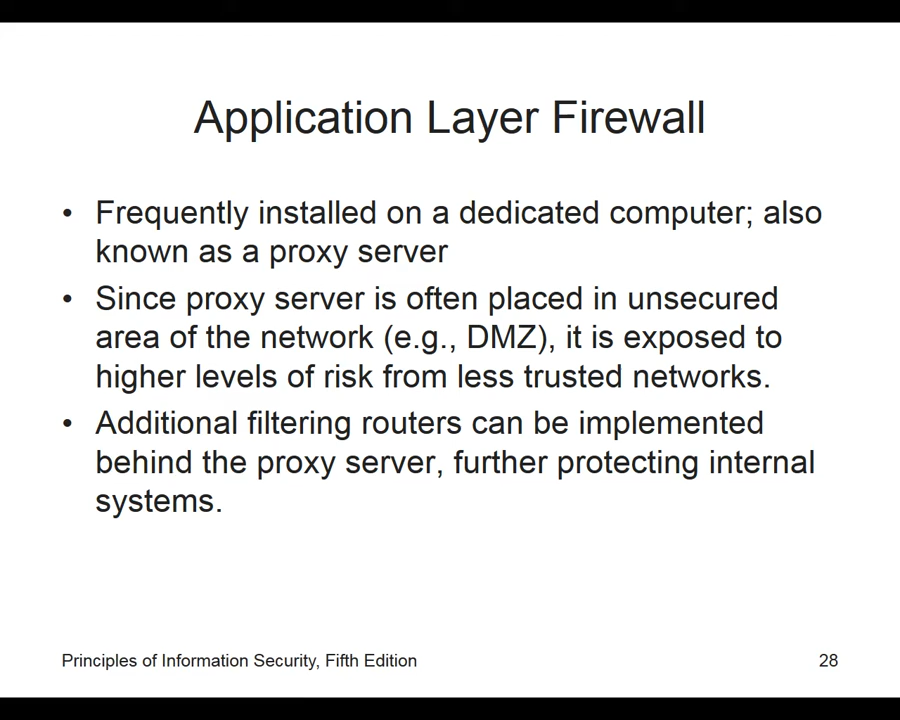 Application Layer Firewall
• Frequently installed on a dedicated computer; also
known as a proxy server
• Since proxy server is often placed in unsecured
area of the network (e.g., DMZ), it is exposed to
higher levels of risk from less trusted networks.
• Additional filtering routers can be implemented
behind the proxy server, further protecting internal
systems.
Principles of Information Security, Fifth Edition
28